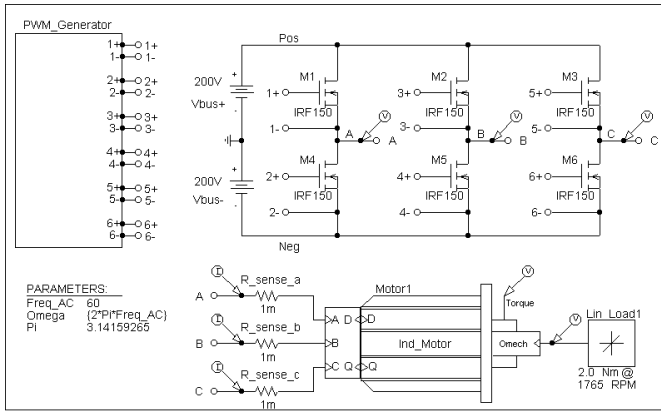 PWM_Generator
1+ 1+
1- 1-
2+ 2+
2- 2-
3+ 3+
3- 3-
4+ 4+
4- 4-
5+ 5+
5- 5-
6+ 6+
6- 6-
Pos
200V
Vbus+
+
-
200V
Vbus-
+
-
Neg
M1
1+
IRF150
1-
A A
V
M2
3+
IRF150
3-
B B
V
M3
5+
IRF150
5-
C C
V
M4
2+
IRF150
2-
M5
4+
IRF150
4-
M6
6+
IRF150
6-
PARAMETERS:
Freq_AC 60
Omega {2*Pi*Freq_AC}
Pi 3.14159265
I
R_sense_a
A
1m
I
R_sense_b
B
1m
I
R_sense_c
C
1m
Motor1
A D D
B
C Q Q
Ind_Motor
V
Torque
Omech
V
Lin_Load1
2.0 Nm @
1765 RPM